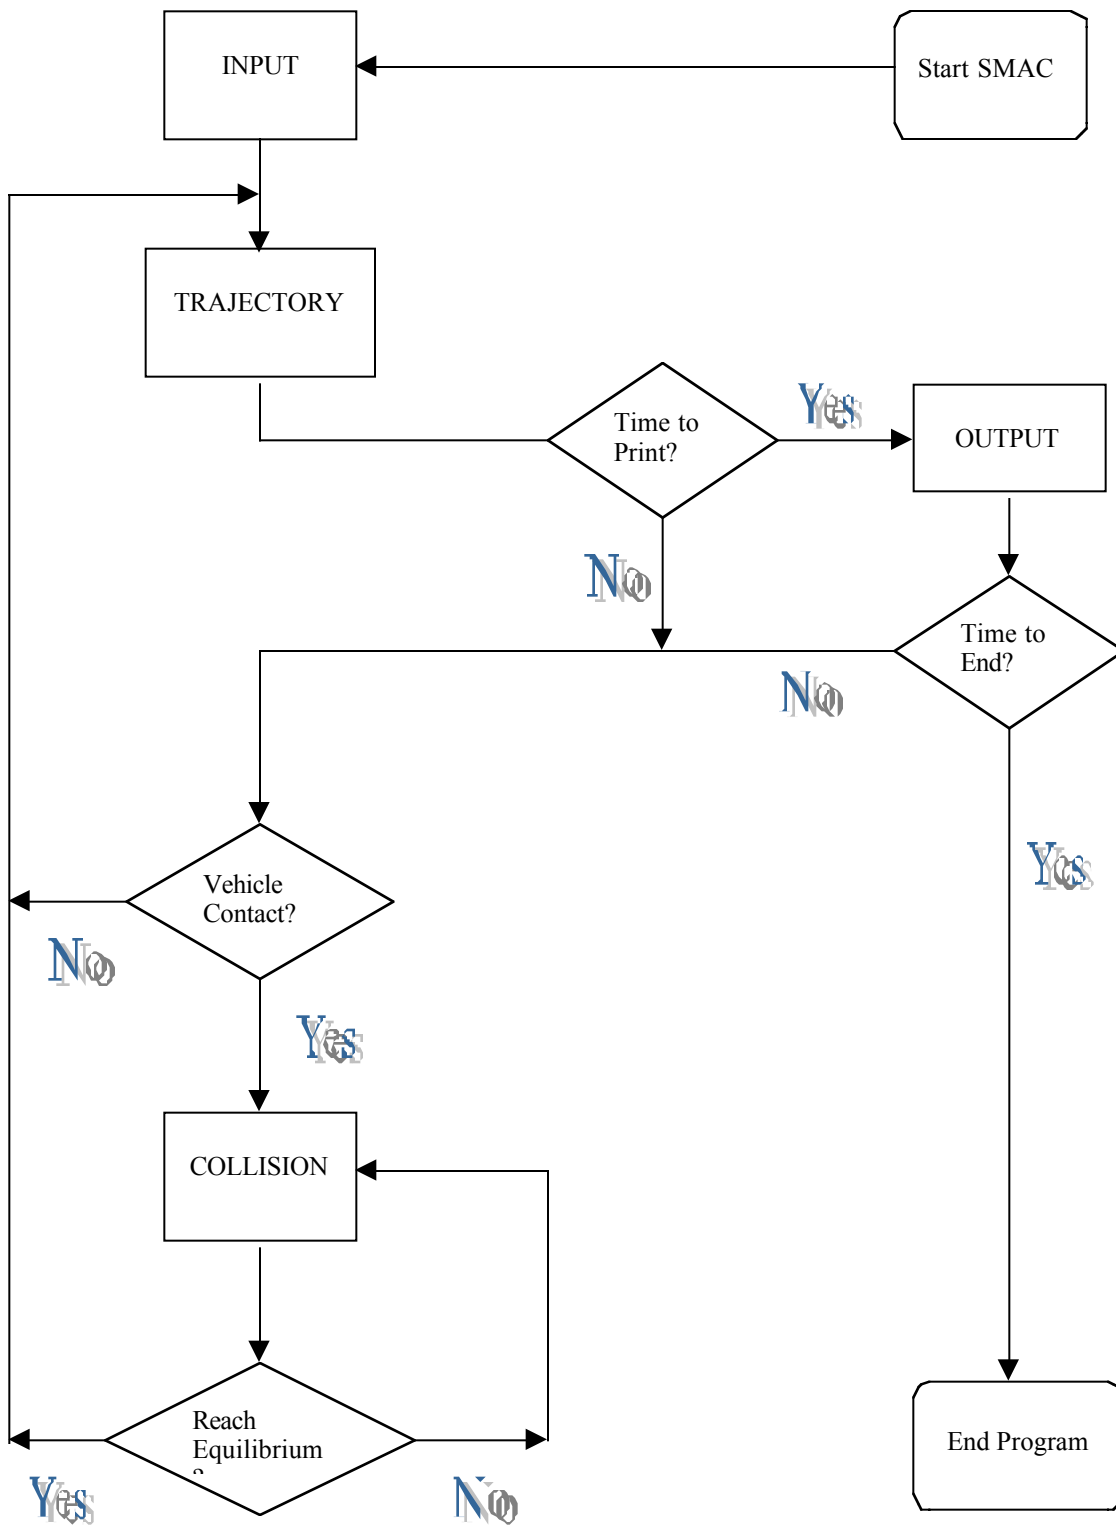 INPUT
Start SMAC
TRAJECTORY
Time to
Print?
Yes
OUTPUT
No
Time to
End?
No
Yes
Vehicle
Contact?
No
Yes
COLLISION
Reach
Equilibrium
?
End Program
Yes
No